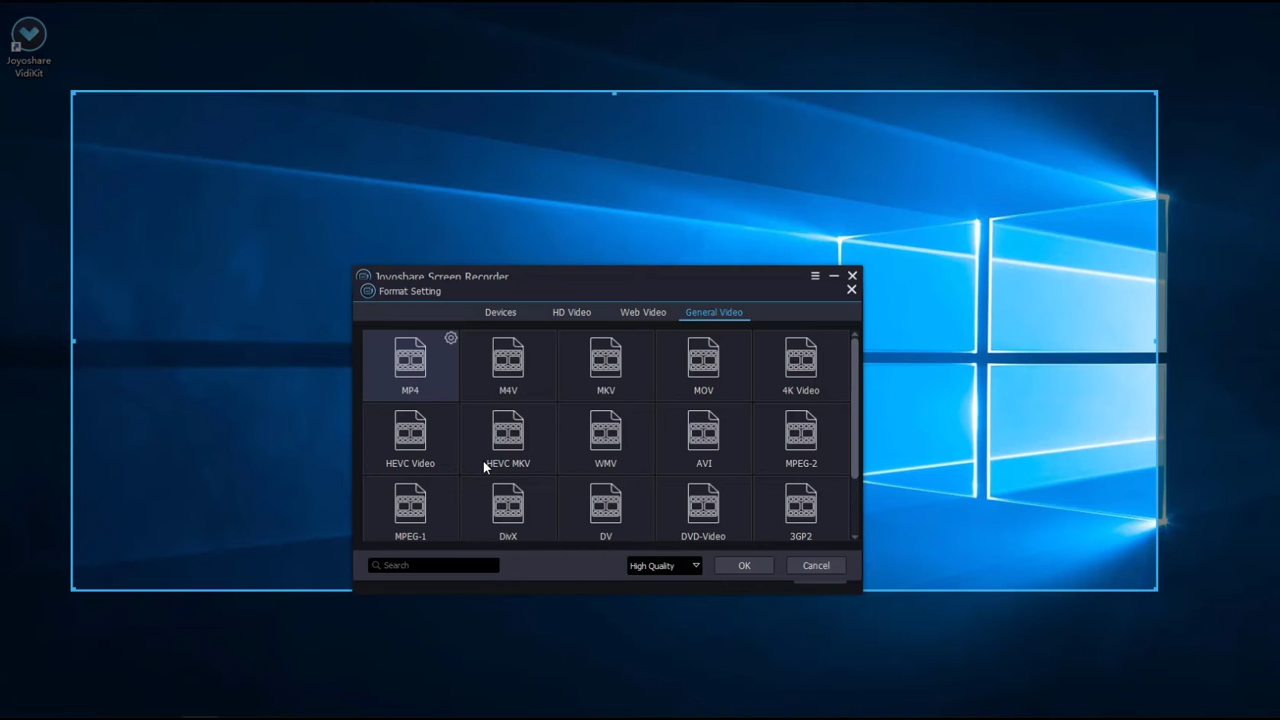 Joyoshare
VidiKit
Joyoshare Screen Recorder
Format Setting
Devices HD Video Web Video General Video
MP4 M4V MKV MOV 4K Video
HEVC Video HEVC MKV WMV AVI MPEG-2
MPEG-1 DivX DV DVD-Video 3GP2
Search High Quality OK Cancel